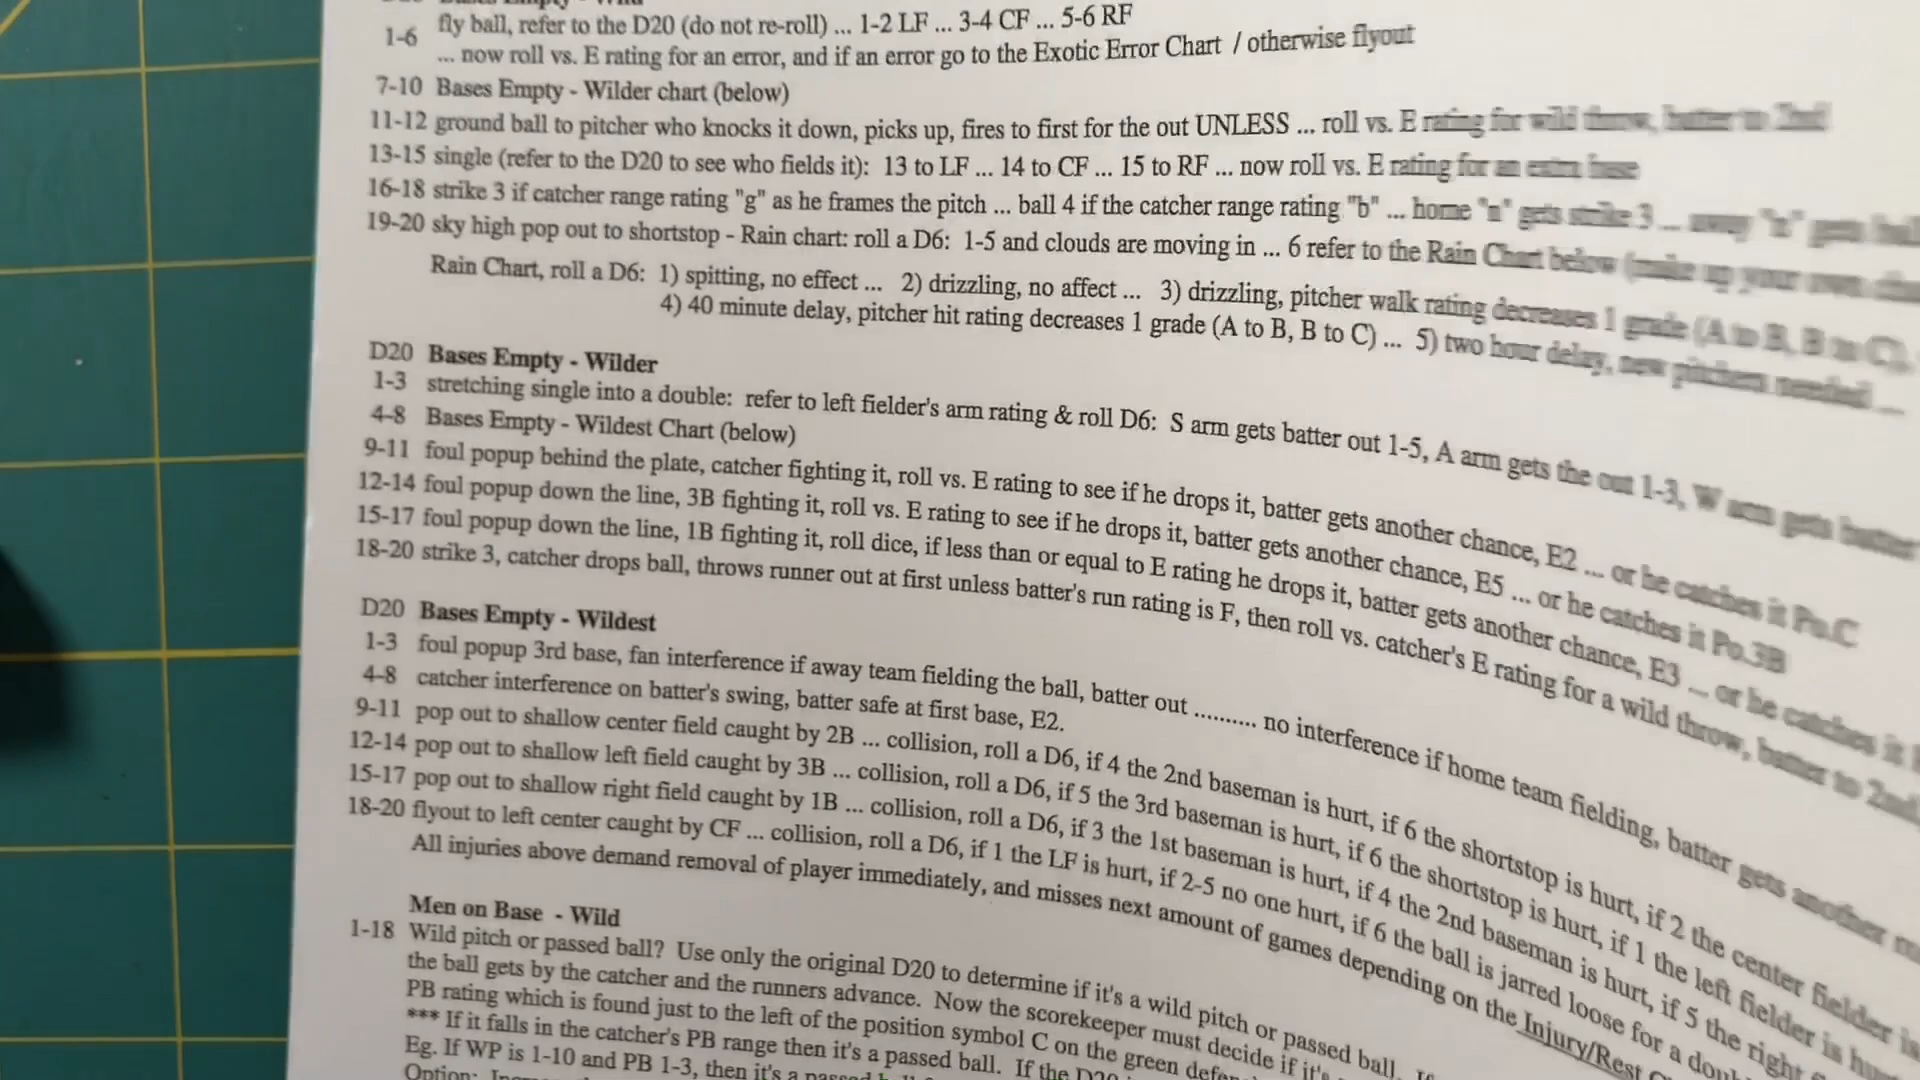 fly ball, refer to the D20 (do not re-roll) ... 1-2 LF ... 3-4 CF ... 5-6 RF
1-6 ... now roll vs. E rating for an error, and if an error go to the Exotic Error Chart / otherwise flyout
7-10 Bases Empty - Wilder chart (below)
11-12 ground ball to pitcher who knocks it down, picks up, fires to first for the out UNLESS ... roll vs. E rating for wild throw, batter to 2nd
13-15 single (refer to the D20 to see who fields it): 13 to LF ... 14 to CF ... 15 to RF ... now roll vs. E rating for an extra base
16-18 strike 3 if catcher range rating "g" as he frames the pitch ... ball 4 if the catcher range rating "b" ... home "n" gets strike 3 ... away "n" gets
19-20 sky high pop out to shortstop - Rain chart: roll a D6: 1-5 and clouds are moving in ... 6 refer to the Rain Chart below (make up your own
Rain Chart, roll a D6: 1) spitting, no effect ... 2) drizzling, no affect ... 3) drizzling, pitcher walk rating decreases 1 grade (A to B, B to C),
4) 40 minute delay, pitcher hit rating decreases 1 grade (A to B, B to C) ... 5) two hour delay, new pitchers needed ...
D20 Bases Empty - Wilder
1-3 stretching single into a double: refer to left fielder's arm rating & roll D6: S arm gets batter out 1-5, A arm gets the out 1-3, W arm gets batter
4-8 Bases Empty - Wildest Chart (below)
9-11 foul popup behind the plate, catcher fighting it, roll vs. E rating to see if he drops it, batter gets another chance, E2 ... or he catches it Po.C
12-14 foul popup down the line, 3B fighting it, roll vs. E rating to see if he drops it, batter gets another chance, E5 ... or he catches it Po.3B
15-17 foul popup down the line, 1B fighting it, roll dice, if less than or equal to E rating he drops it, batter gets another chance, E3 ... or he catches it
18-20 strike 3, catcher drops ball, throws runner out at first unless batter's run rating is F, then roll vs. catcher's E rating for a wild throw, batter to 2nd
D20 Bases Empty - Wildest
1-3 foul popup 3rd base, fan interference if away team fielding the ball, batter out .......... no interference if home team fielding, batter gets another
4-8 catcher interference on batter's swing, batter safe at first base, E2.
9-11 pop out to shallow center field caught by 2B ... collision, roll a D6, if 4 the 2nd baseman is hurt, if 6 the shortstop is hurt, if 2 the center fielder is
12-14 pop out to shallow left field caught by 3B ... collision, roll a D6, if 5 the 3rd baseman is hurt, if 6 the shortstop is hurt, if 1 the left fielder is hurt
15-17 pop out to shallow right field caught by 1B ... collision, roll a D6, if 3 the 1st baseman is hurt, if 4 the 2nd baseman is hurt, if 5 the right
18-20 flyout to left center caught by CF ... collision, roll a D6, if 1 the LF is hurt, if 2-5 no one hurt, if 6 the ball is jarred loose for a
All injuries above demand removal of player immediately, and misses next amount of games depending on the Injury/Rest
Men on Base - Wild
1-18 Wild pitch or passed ball? Use only the original D20 to determine if it's a wild pitch or passed ball.
the ball gets by the catcher and the runners advance. Now the scorekeeper must decide if it's
PB rating which is found just to the left of the position symbol C on the green
*** If it falls in the catcher's PB range then it's a passed ball. If the D20
Eg. If WP is 1-10 and PB 1-3, then it's a passed
Option: